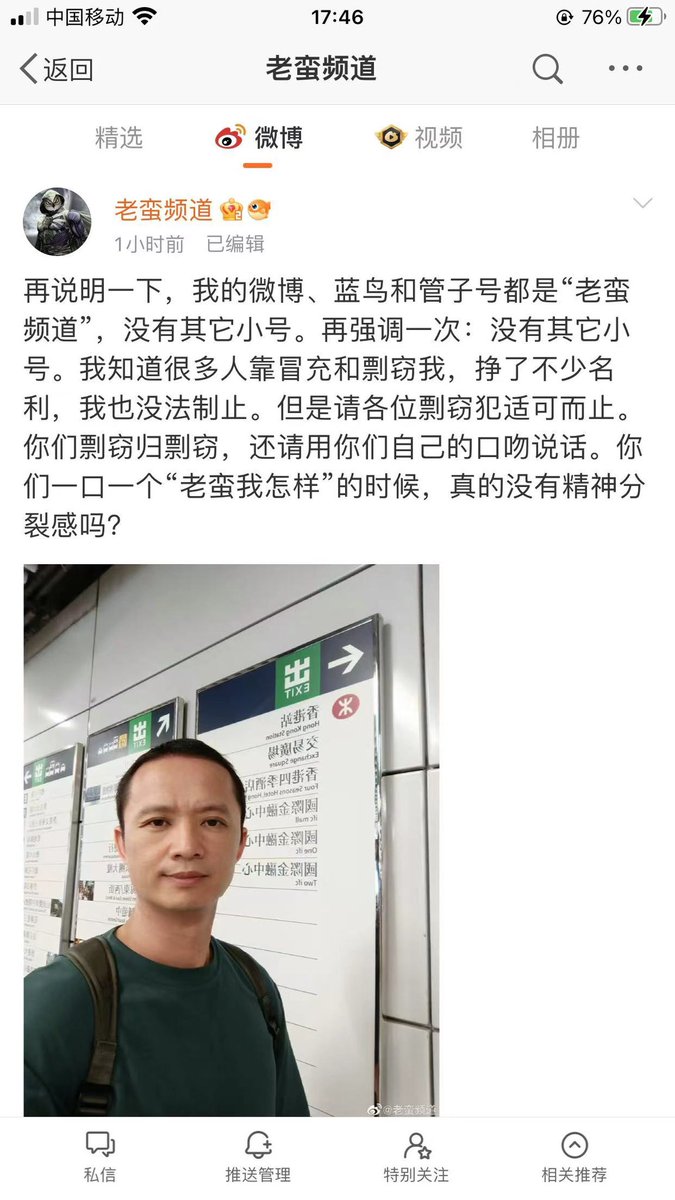 中国移动
17:46
76%
返回
老蛮频道
精选
微博
视频
相册
老蛮频道
1小时前 已编辑
再说明一下，我的微博、蓝鸟和管子号都是“老蛮
频道”，没有其它小号。再强调一次：没有其它小
号。我知道很多人靠冒充和剽窃我，挣了不少名
利，我也没法制止。但是请各位剽窃犯适可而止。
你们剽窃归剽窃，还请用你们自己的口吻说话。你
们一口一个“老蛮我怎样”的时候，真的没有精神分
裂感吗？
出
EXIT
香港站
Hong Kong Station
交易廣場
Exchange Square
香港四季酒店
Four Seasons Hotel Hong
國際金融中心
ifc mall
國際金融中心
One ifc
國際金融中心
Two ifc
出
EXIT
出
@老蛮频道
私信
推送管理
特别关注
相关推荐